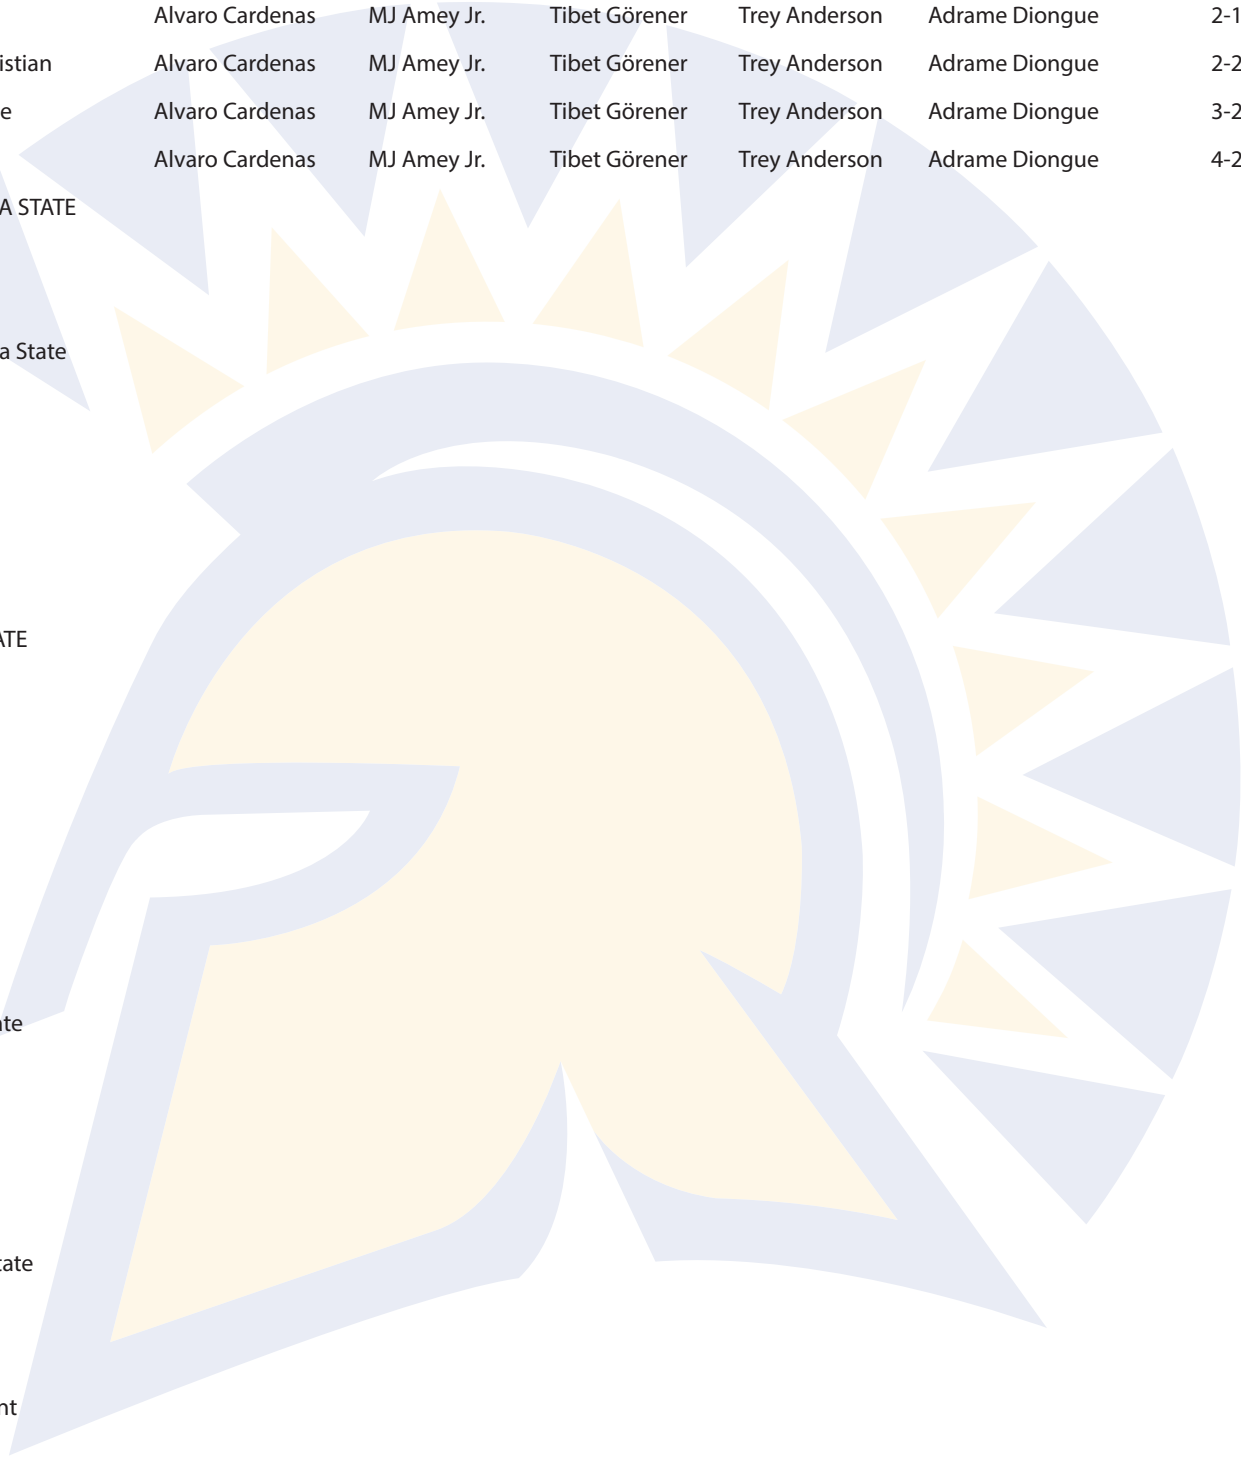 Alvaro Cardenas MJ Amey Jr. Tibet Görener Trey Anderson Adrame Diongue 2-1
istian Alvaro Cardenas MJ Amey Jr. Tibet Görener Trey Anderson Adrame Diongue 2-2
e Alvaro Cardenas MJ Amey Jr. Tibet Görener Trey Anderson Adrame Diongue 3-2
Alvaro Cardenas MJ Amey Jr. Tibet Görener Trey Anderson Adrame Diongue 4-2
A STATE
a State
ATE
ate
tate
nt